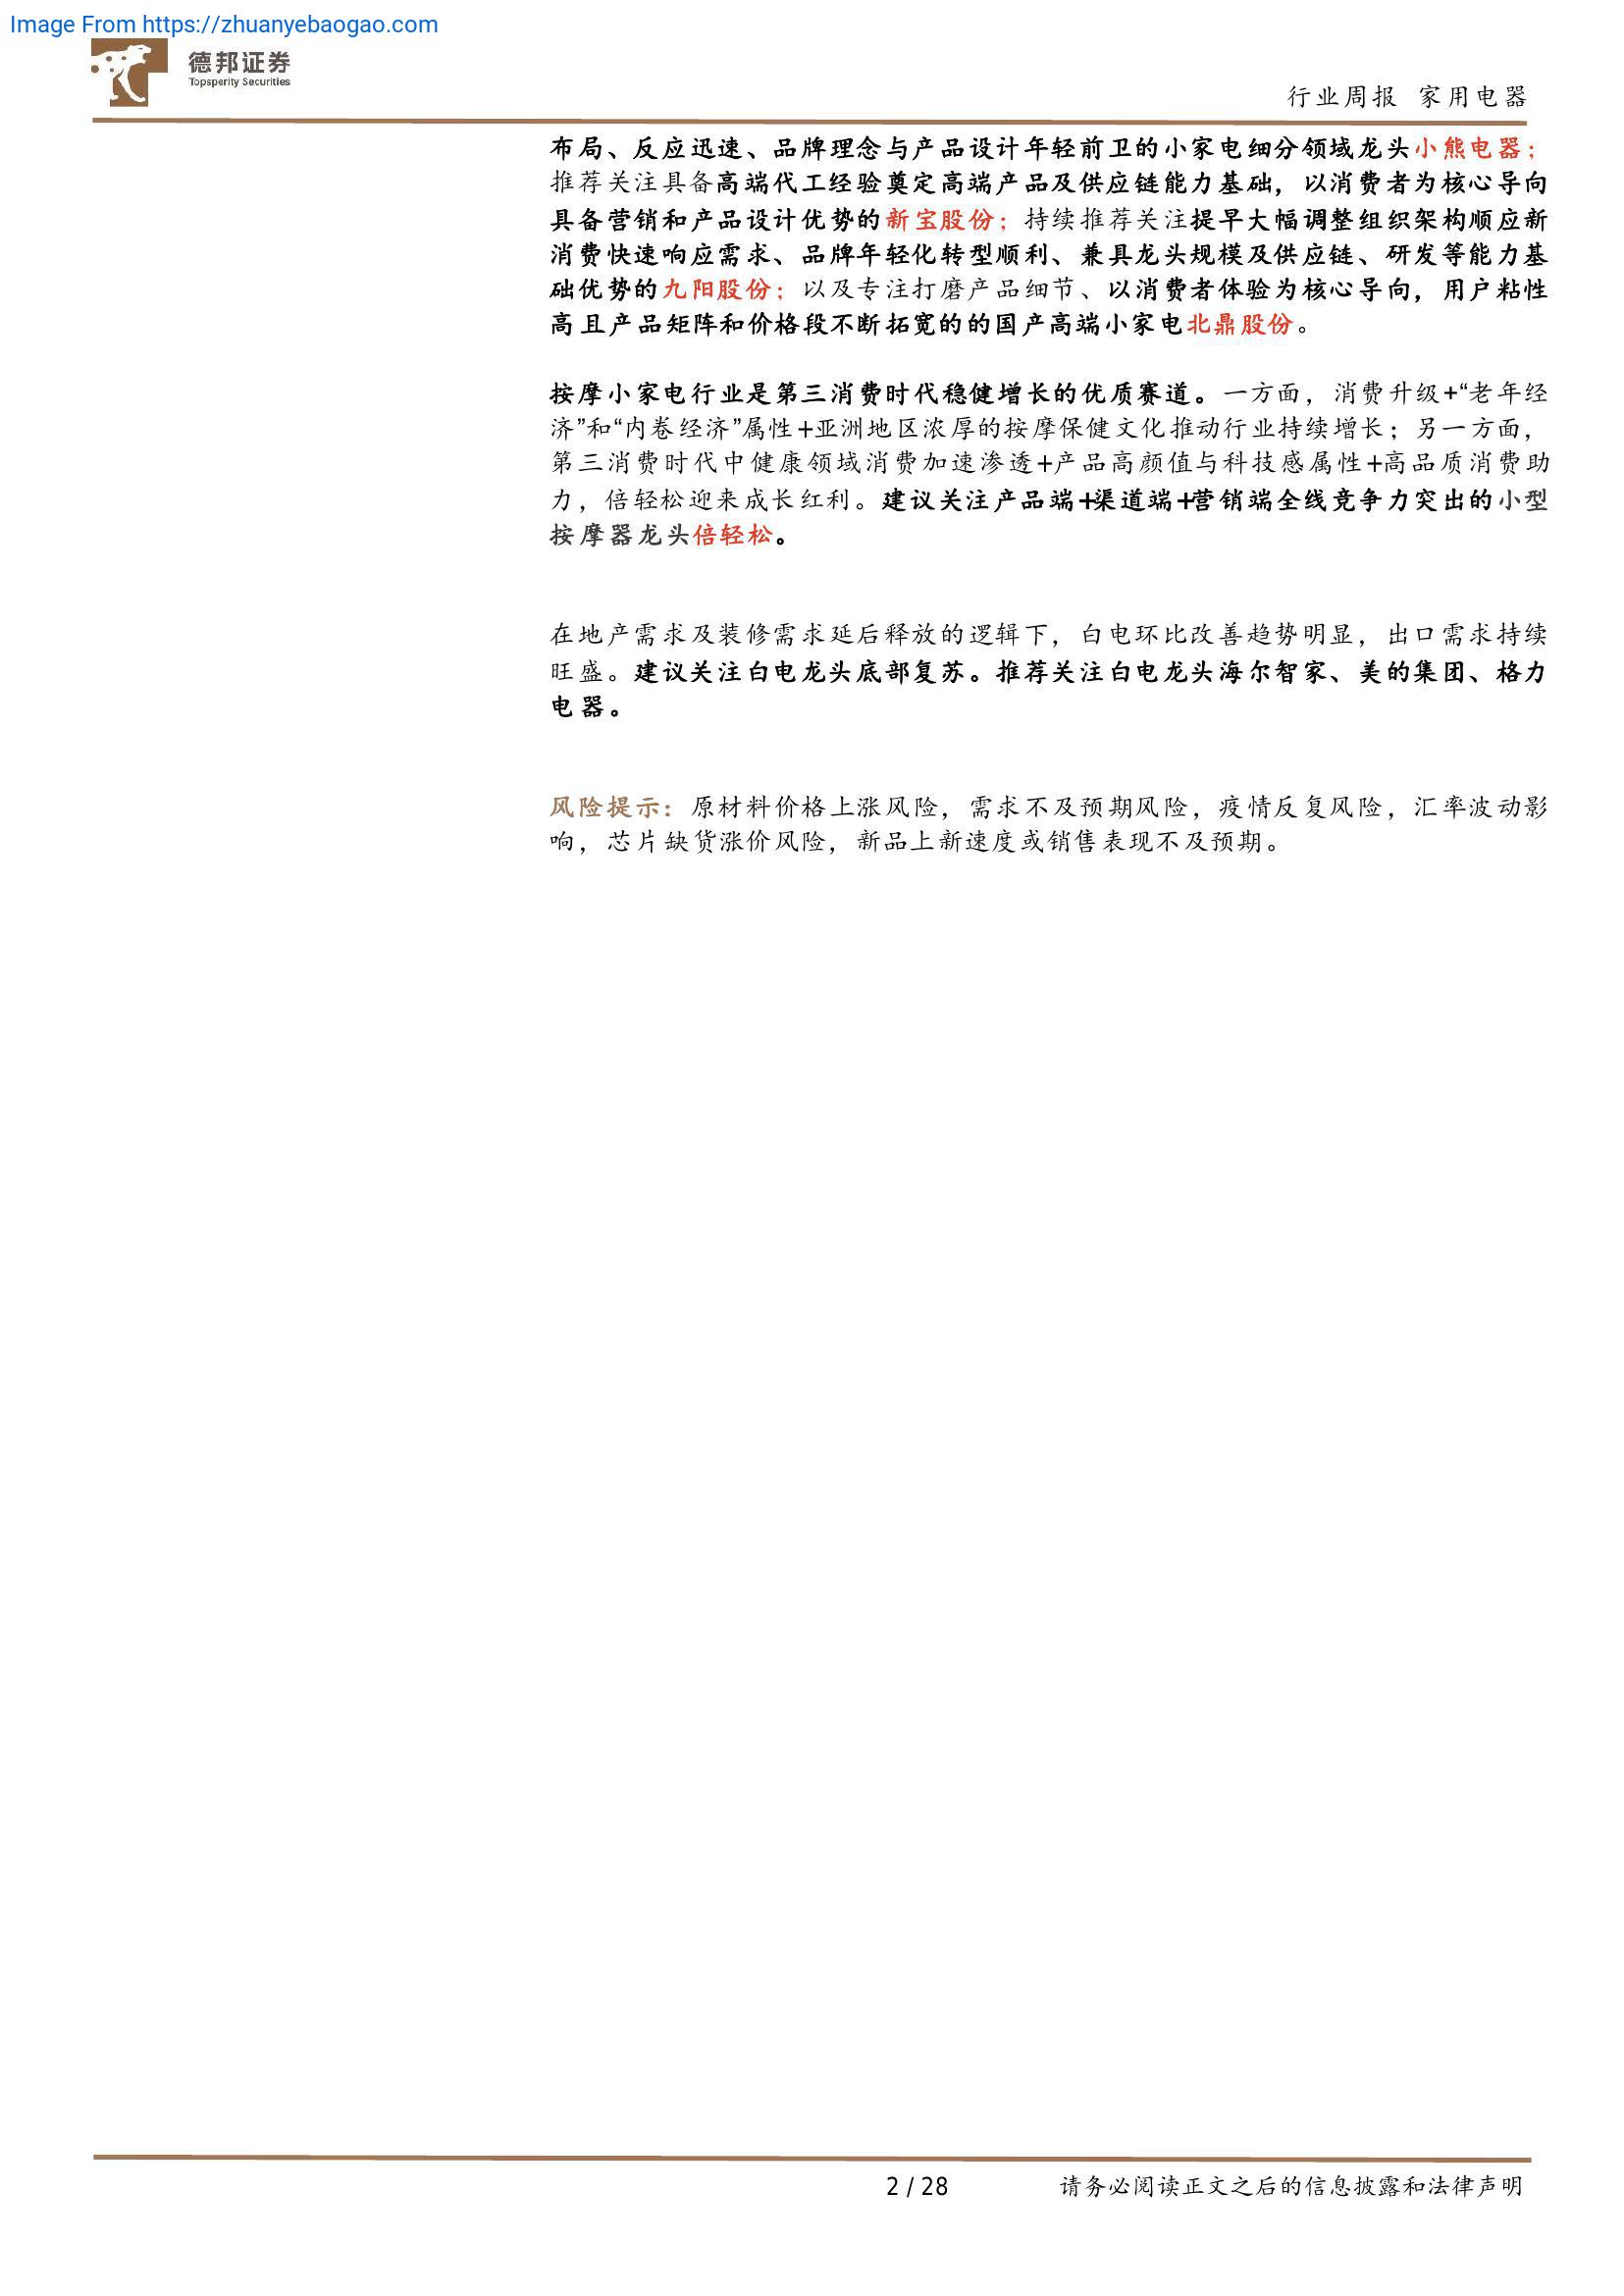 Image From https://zhuanyebaogao.com
德邦证券
Topsperity Securities
行业周报 家用电器
布局、反应迅速、品牌理念与产品设计年轻前卫的小家电细分领域龙头小熊电器；
推荐关注具备高端代工经验奠定高端产品及供应链能力基础，以消费者为核心导向
具备营销和产品设计优势的新宝股份；持续推荐关注提早大幅调整组织架构顺应新
消费快速响应需求、品牌年轻化转型顺利、兼具龙头规模及供应链、研发等能力基
础优势的九阳股份；以及专注打磨产品细节、以消费者体验为核心导向，用户粘性
高且产品矩阵和价格段不断拓宽的的国产高端小家电北鼎股份。
按摩小家电行业是第三消费时代稳健增长的优质赛道。一方面，消费升级+“老年经
济”和“内卷经济”属性+亚洲地区浓厚的按摩保健文化推动行业持续增长；另一方面，
第三消费时代中健康领域消费加速渗透+产品高颜值与科技感属性+高品质消费助
力，倍轻松迎来成长红利。建议关注产品端+渠道端+营销端全线竞争力突出的小型
按摩器龙头倍轻松。
在地产需求及装修需求延后释放的逻辑下，白电环比改善趋势明显，出口需求持续
旺盛。建议关注白电龙头底部复苏。推荐关注白电龙头海尔智家、美的集团、格力
电器。
风险提示：原材料价格上涨风险，需求不及预期风险，疫情反复风险，汇率波动影
响，芯片缺货涨价风险，新品上新速度或销售表现不及预期。
2 / 28
请务必阅读正文之后的信息披露和法律声明